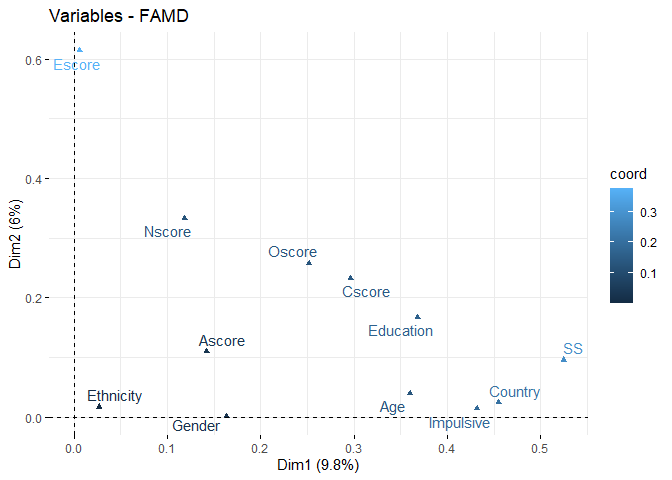 Variables - FAMD
Escore
Nscore
Oscore
Cscore
Education
Ascore
SS
Ethnicity
Gender
Age
Country
Impulsive
0.6
0.4
0.2
0.0
Dim2 (6%)
0.0 0.1 0.2 0.3 0.4 0.5
Dim1 (9.8%)
coord
0.3
0.2
0.1